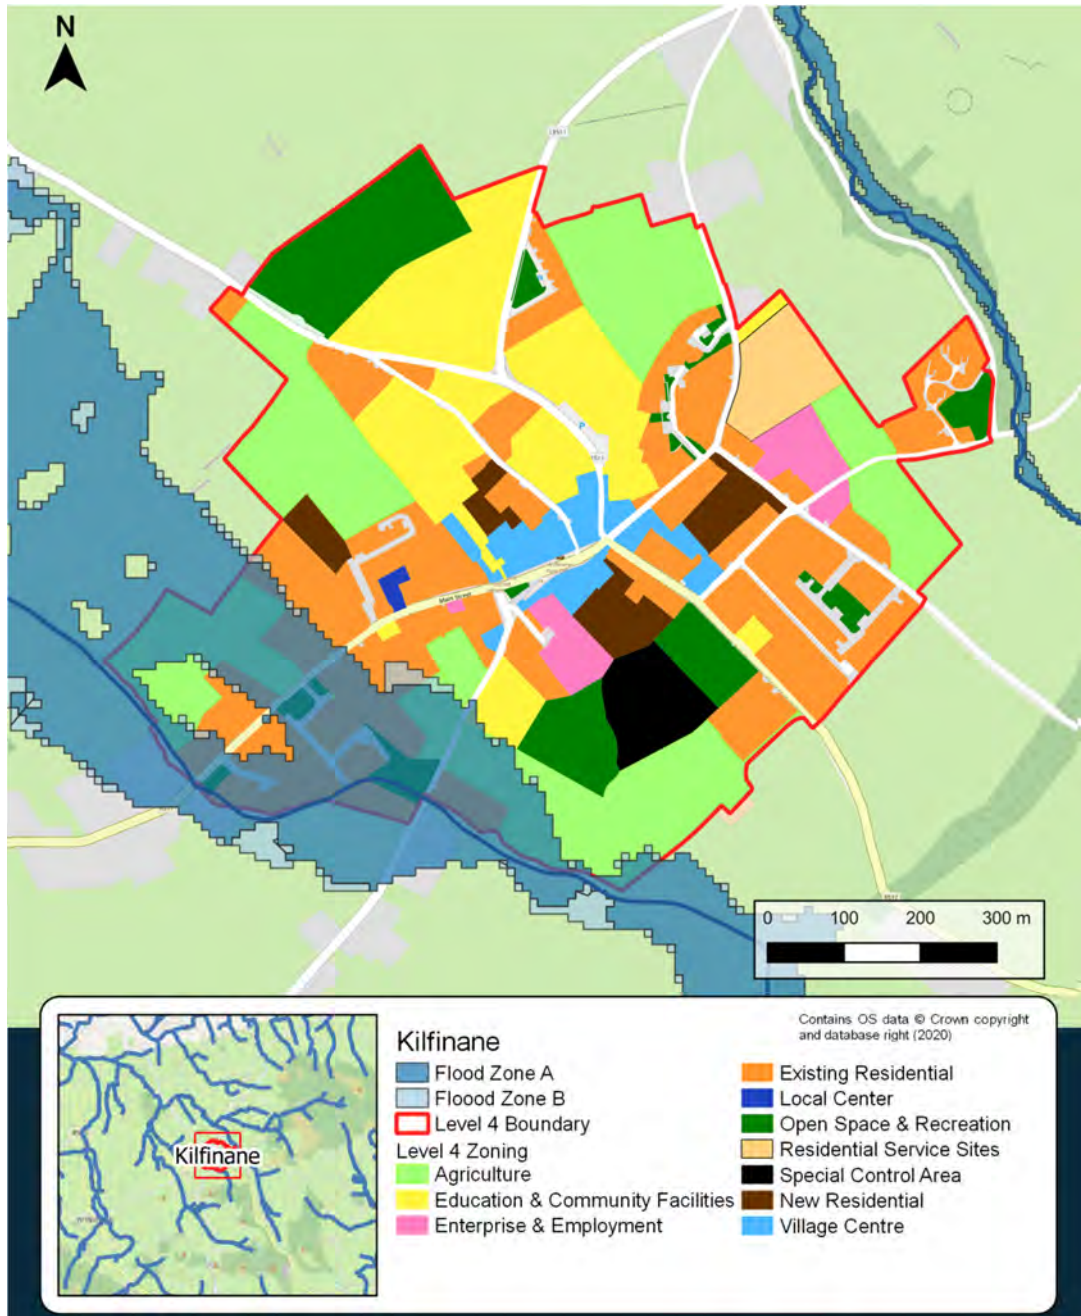 N
P
P
Main Street
0 100 200 300 m
Kilfinane
Contains OS data © Crown copyright
and database right (2020)
Kilfinane
Flood Zone A
Floood Zone B
Level 4 Boundary
Level 4 Zoning
Agriculture
Education & Community Facilities
Enterprise & Employment
Existing Residential
Local Center
Open Space & Recreation
Residential Service Sites
Special Control Area
New Residential
Village Centre